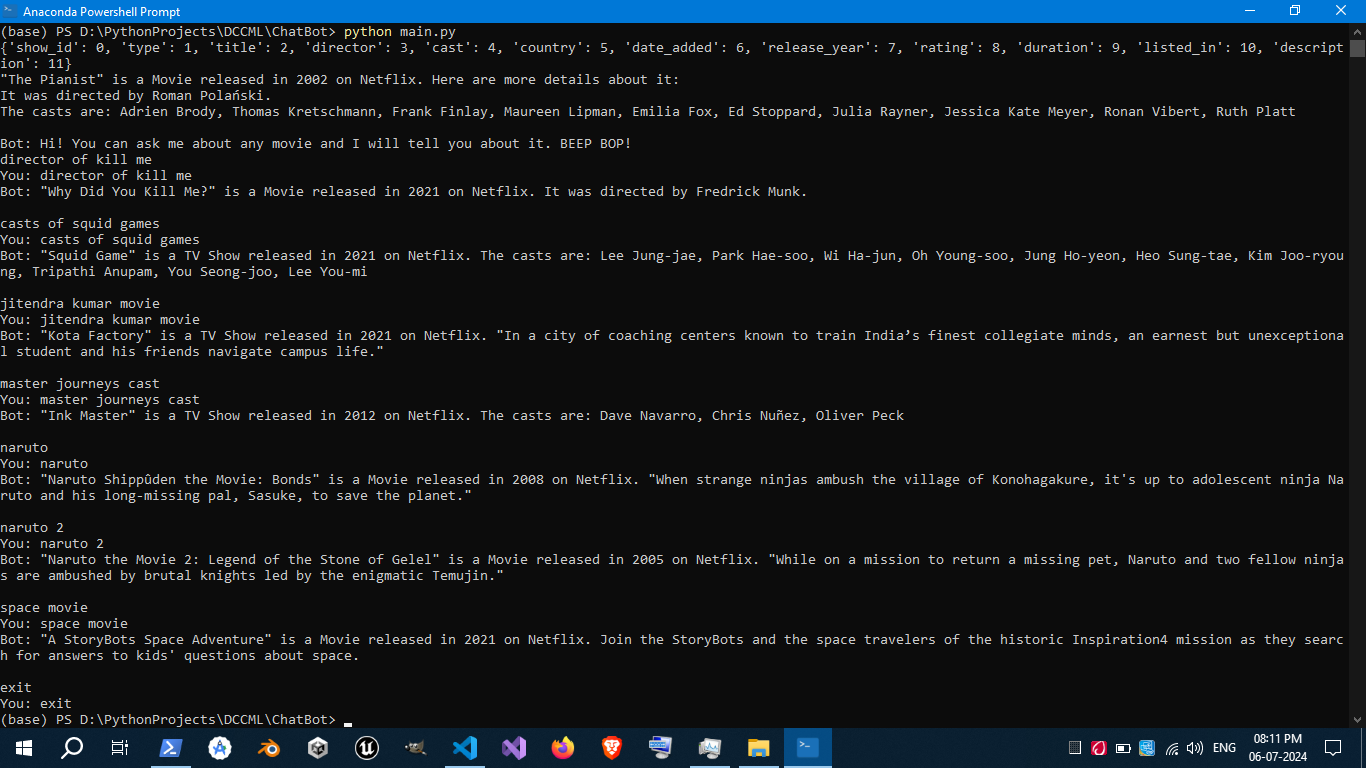 Anaconda Powershell Prompt
(base) PS D:\PythonProjects\DCCML\ChatBot> python main.py
{'show_id': 0, 'type': 1, 'title': 2, 'director': 3, 'cast': 4, 'country': 5, 'date_added': 6, 'release_year': 7, 'rating': 8, 'duration': 9, 'listed_in': 10, 'descript
ion': 11}
"The Pianist" is a Movie released in 2002 on Netflix. Here are more details about it:
It was directed by Roman Polański.
The casts are: Adrien Brody, Thomas Kretschmann, Frank Finlay, Maureen Lipman, Emilia Fox, Ed Stoppard, Julia Rayner, Jessica Kate Meyer, Ronan Vibert, Ruth Platt
Bot: Hi! You can ask me about any movie and I will tell you about it. BEEP BOP!
director of kill me
You: director of kill me
Bot: "Why Did You Kill Me?" is a Movie released in 2021 on Netflix. It was directed by Fredrick Munk.
casts of squid games
You: casts of squid games
Bot: "Squid Game" is a TV Show released in 2021 on Netflix. The casts are: Lee Jung-jae, Park Hae-soo, Wi Ha-jun, Oh Young-soo, Jung Ho-yeon, Heo Sung-tae, Kim Joo-ryou
ng, Tripathi Anupam, You Seong-joo, Lee You-mi
jitendra kumar movie
You: jitendra kumar movie
Bot: "Kota Factory" is a TV Show released in 2021 on Netflix. "In a city of coaching centers known to train India’s finest collegiate minds, an earnest but unexceptiona
l student and his friends navigate campus life."
master journeys cast
You: master journeys cast
Bot: "Ink Master" is a TV Show released in 2012 on Netflix. The casts are: Dave Navarro, Chris Nuñez, Oliver Peck
naruto
You: naruto
Bot: "Naruto Shippûden the Movie: Bonds" is a Movie released in 2008 on Netflix. "When strange ninjas ambush the village of Konohagakure, it's up to adolescent ninja Na
ruto and his long-missing pal, Sasuke, to save the planet."
naruto 2
You: naruto 2
Bot: "Naruto the Movie 2: Legend of the Stone of Gelel" is a Movie released in 2005 on Netflix. "While on a mission to return a missing pet, Naruto and two fellow ninja
s are ambushed by brutal knights led by the enigmatic Temujin."
space movie
You: space movie
Bot: "A StoryBots Space Adventure" is a Movie released in 2021 on Netflix. Join the StoryBots and the space travelers of the historic Inspiration4 mission as they searc
h for answers to kids' questions about space.
exit
You: exit
(base) PS D:\PythonProjects\DCCML\ChatBot>
ENG
08:11 PM
06-07-2024